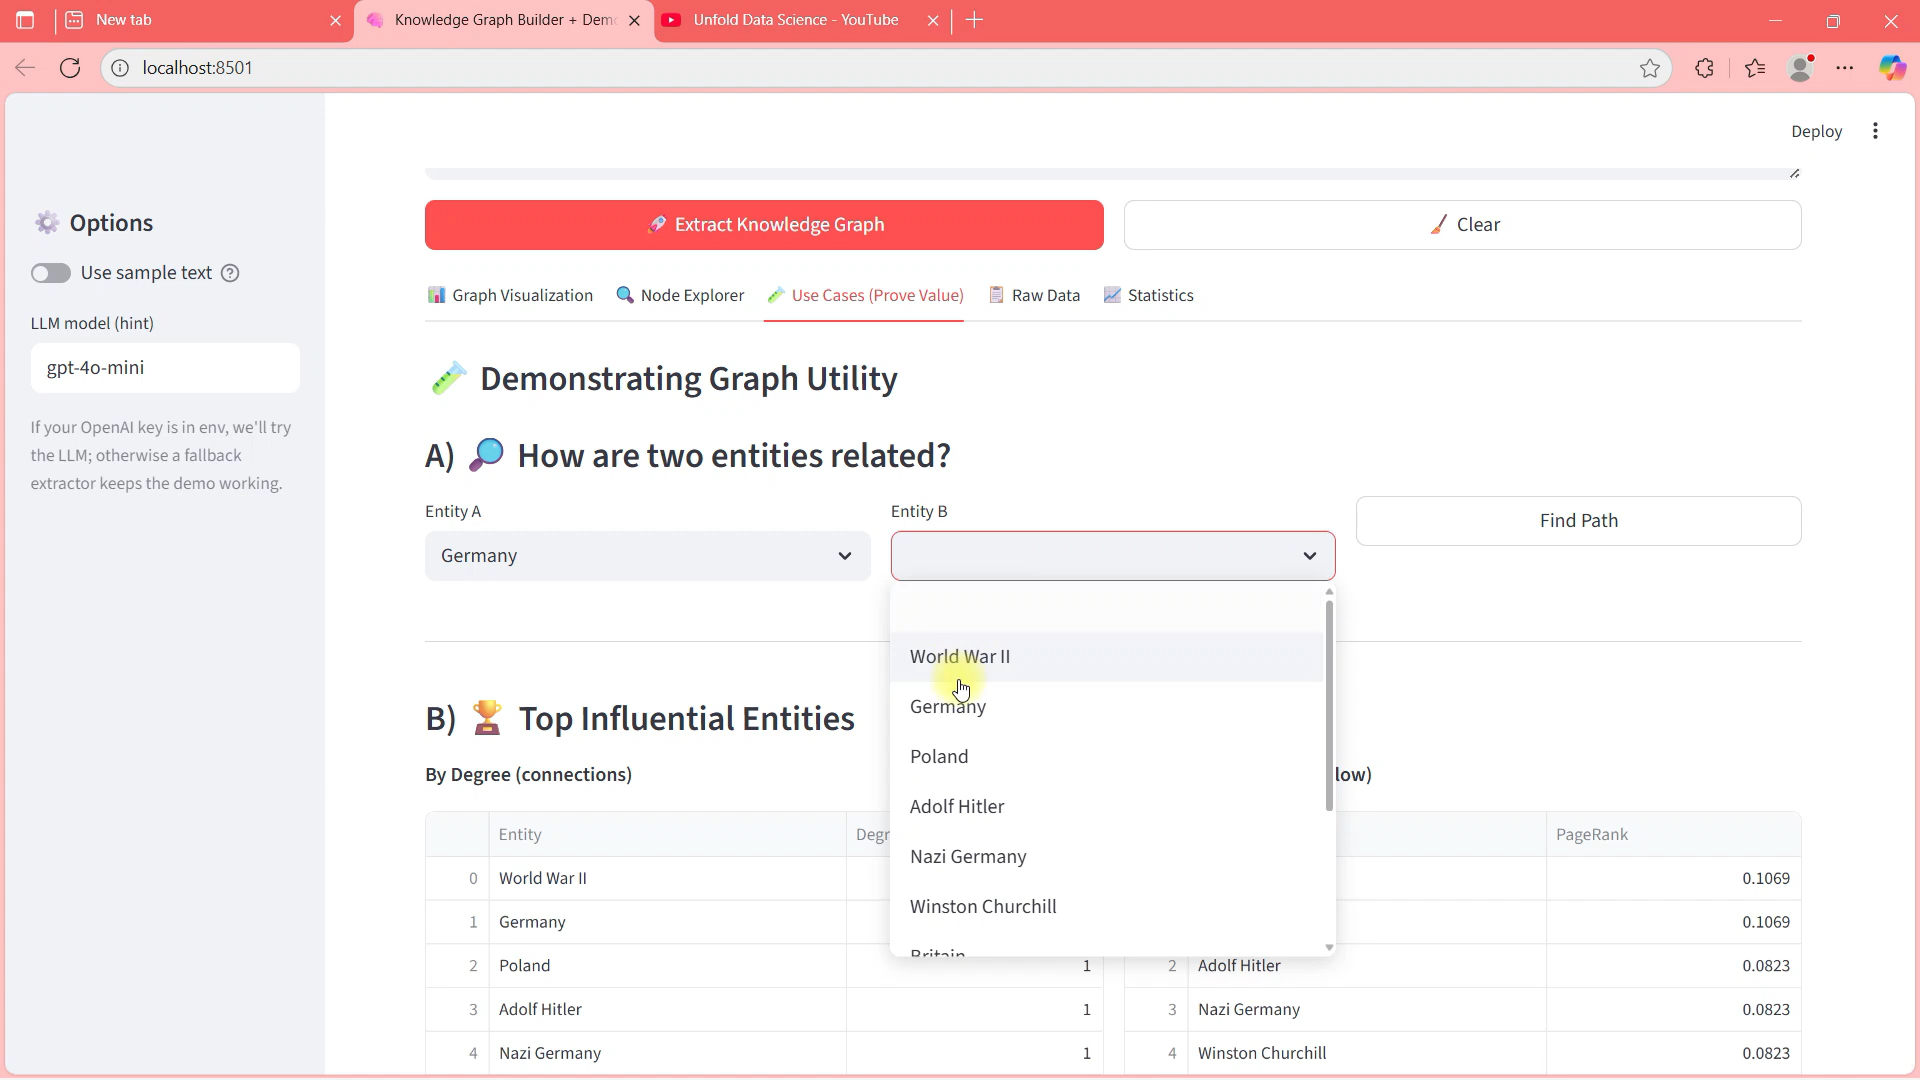 New tab
Knowledge Graph Builder + Dem
Unfold Data Science - YouTube
localhost:8501
Deploy
Options
Use sample text
LLM model (hint)
gpt-4o-mini
If your OpenAI key is in env, we'll try
the LLM; otherwise a fallback
extractor keeps the demo working.
Extract Knowledge Graph
Clear
Graph Visualization
Node Explorer
Use Cases (Prove Value)
Raw Data
Statistics
Demonstrating Graph Utility
A) How are two entities related?
Entity A
Entity B
Germany
Find Path
World War II
Germany
Poland
Adolf Hitler
Nazi Germany
Winston Churchill
Britain
B) Top Influential Entities
By Degree (connections)
low)
Entity
Degr
PageRank
0 World War II
0.1069
1 Germany
0.1069
2 Poland 1
2 Adolf Hitler 0.0823
3 Adolf Hitler 1
3 Nazi Germany 0.0823
4 Nazi Germany 1
4 Winston Churchill 0.0823